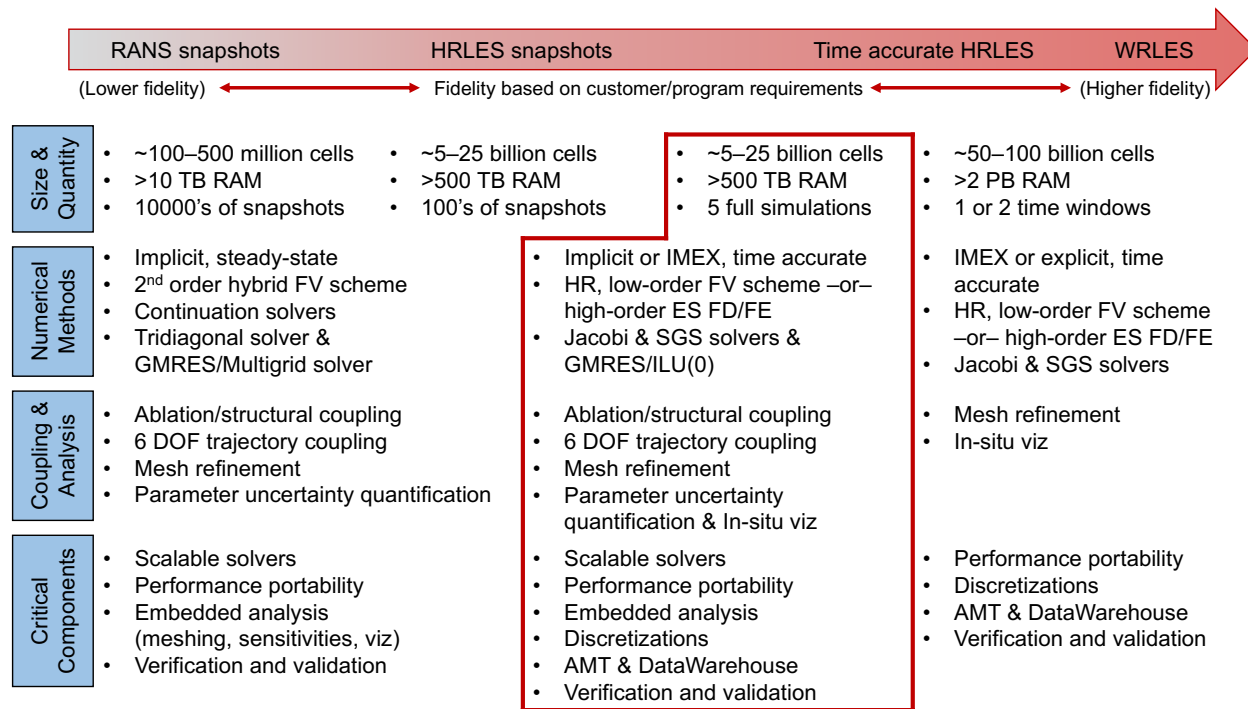 RANS snapshots
HRLES snapshots
Time accurate HRLES
WRLES
(Lower fidelity)
Fidelity based on customer/program requirements
(Higher fidelity)
Size &
Quantity
• ~100–500 million cells
• >10 TB RAM
• 10000's of snapshots
• ~5–25 billion cells
• >500 TB RAM
• 100's of snapshots
• ~5–25 billion cells
• >500 TB RAM
• 5 full simulations
• ~50–100 billion cells
• >2 PB RAM
• 1 or 2 time windows
Numerical
Methods
• Implicit, steady-state
• 2nd order hybrid FV scheme
• Continuation solvers
• Tridiagonal solver &
GMRES/Multigrid solver
• Implicit or IMEX, time accurate
• HR, low-order FV scheme –or–
high-order ES FD/FE
• Jacobi & SGS solvers &
GMRES/ILU(0)
• IMEX or explicit, time
accurate
• HR, low-order FV scheme
–or– high-order ES FD/FE
• Jacobi & SGS solvers
Coupling &
Analysis
• Ablation/structural coupling
• 6 DOF trajectory coupling
• Mesh refinement
• Parameter uncertainty quantification
• Ablation/structural coupling
• 6 DOF trajectory coupling
• Mesh refinement
• Parameter uncertainty
quantification & In-situ viz
• Mesh refinement
• In-situ viz
Critical
Components
• Scalable solvers
• Performance portability
• Embedded analysis
(meshing, sensitivities, viz)
• Verification and validation
• Scalable solvers
• Performance portability
• Embedded analysis
• Discretizations
• AMT & DataWarehouse
• Verification and validation
• Performance portability
• Discretizations
• AMT & DataWarehouse
• Verification and validation